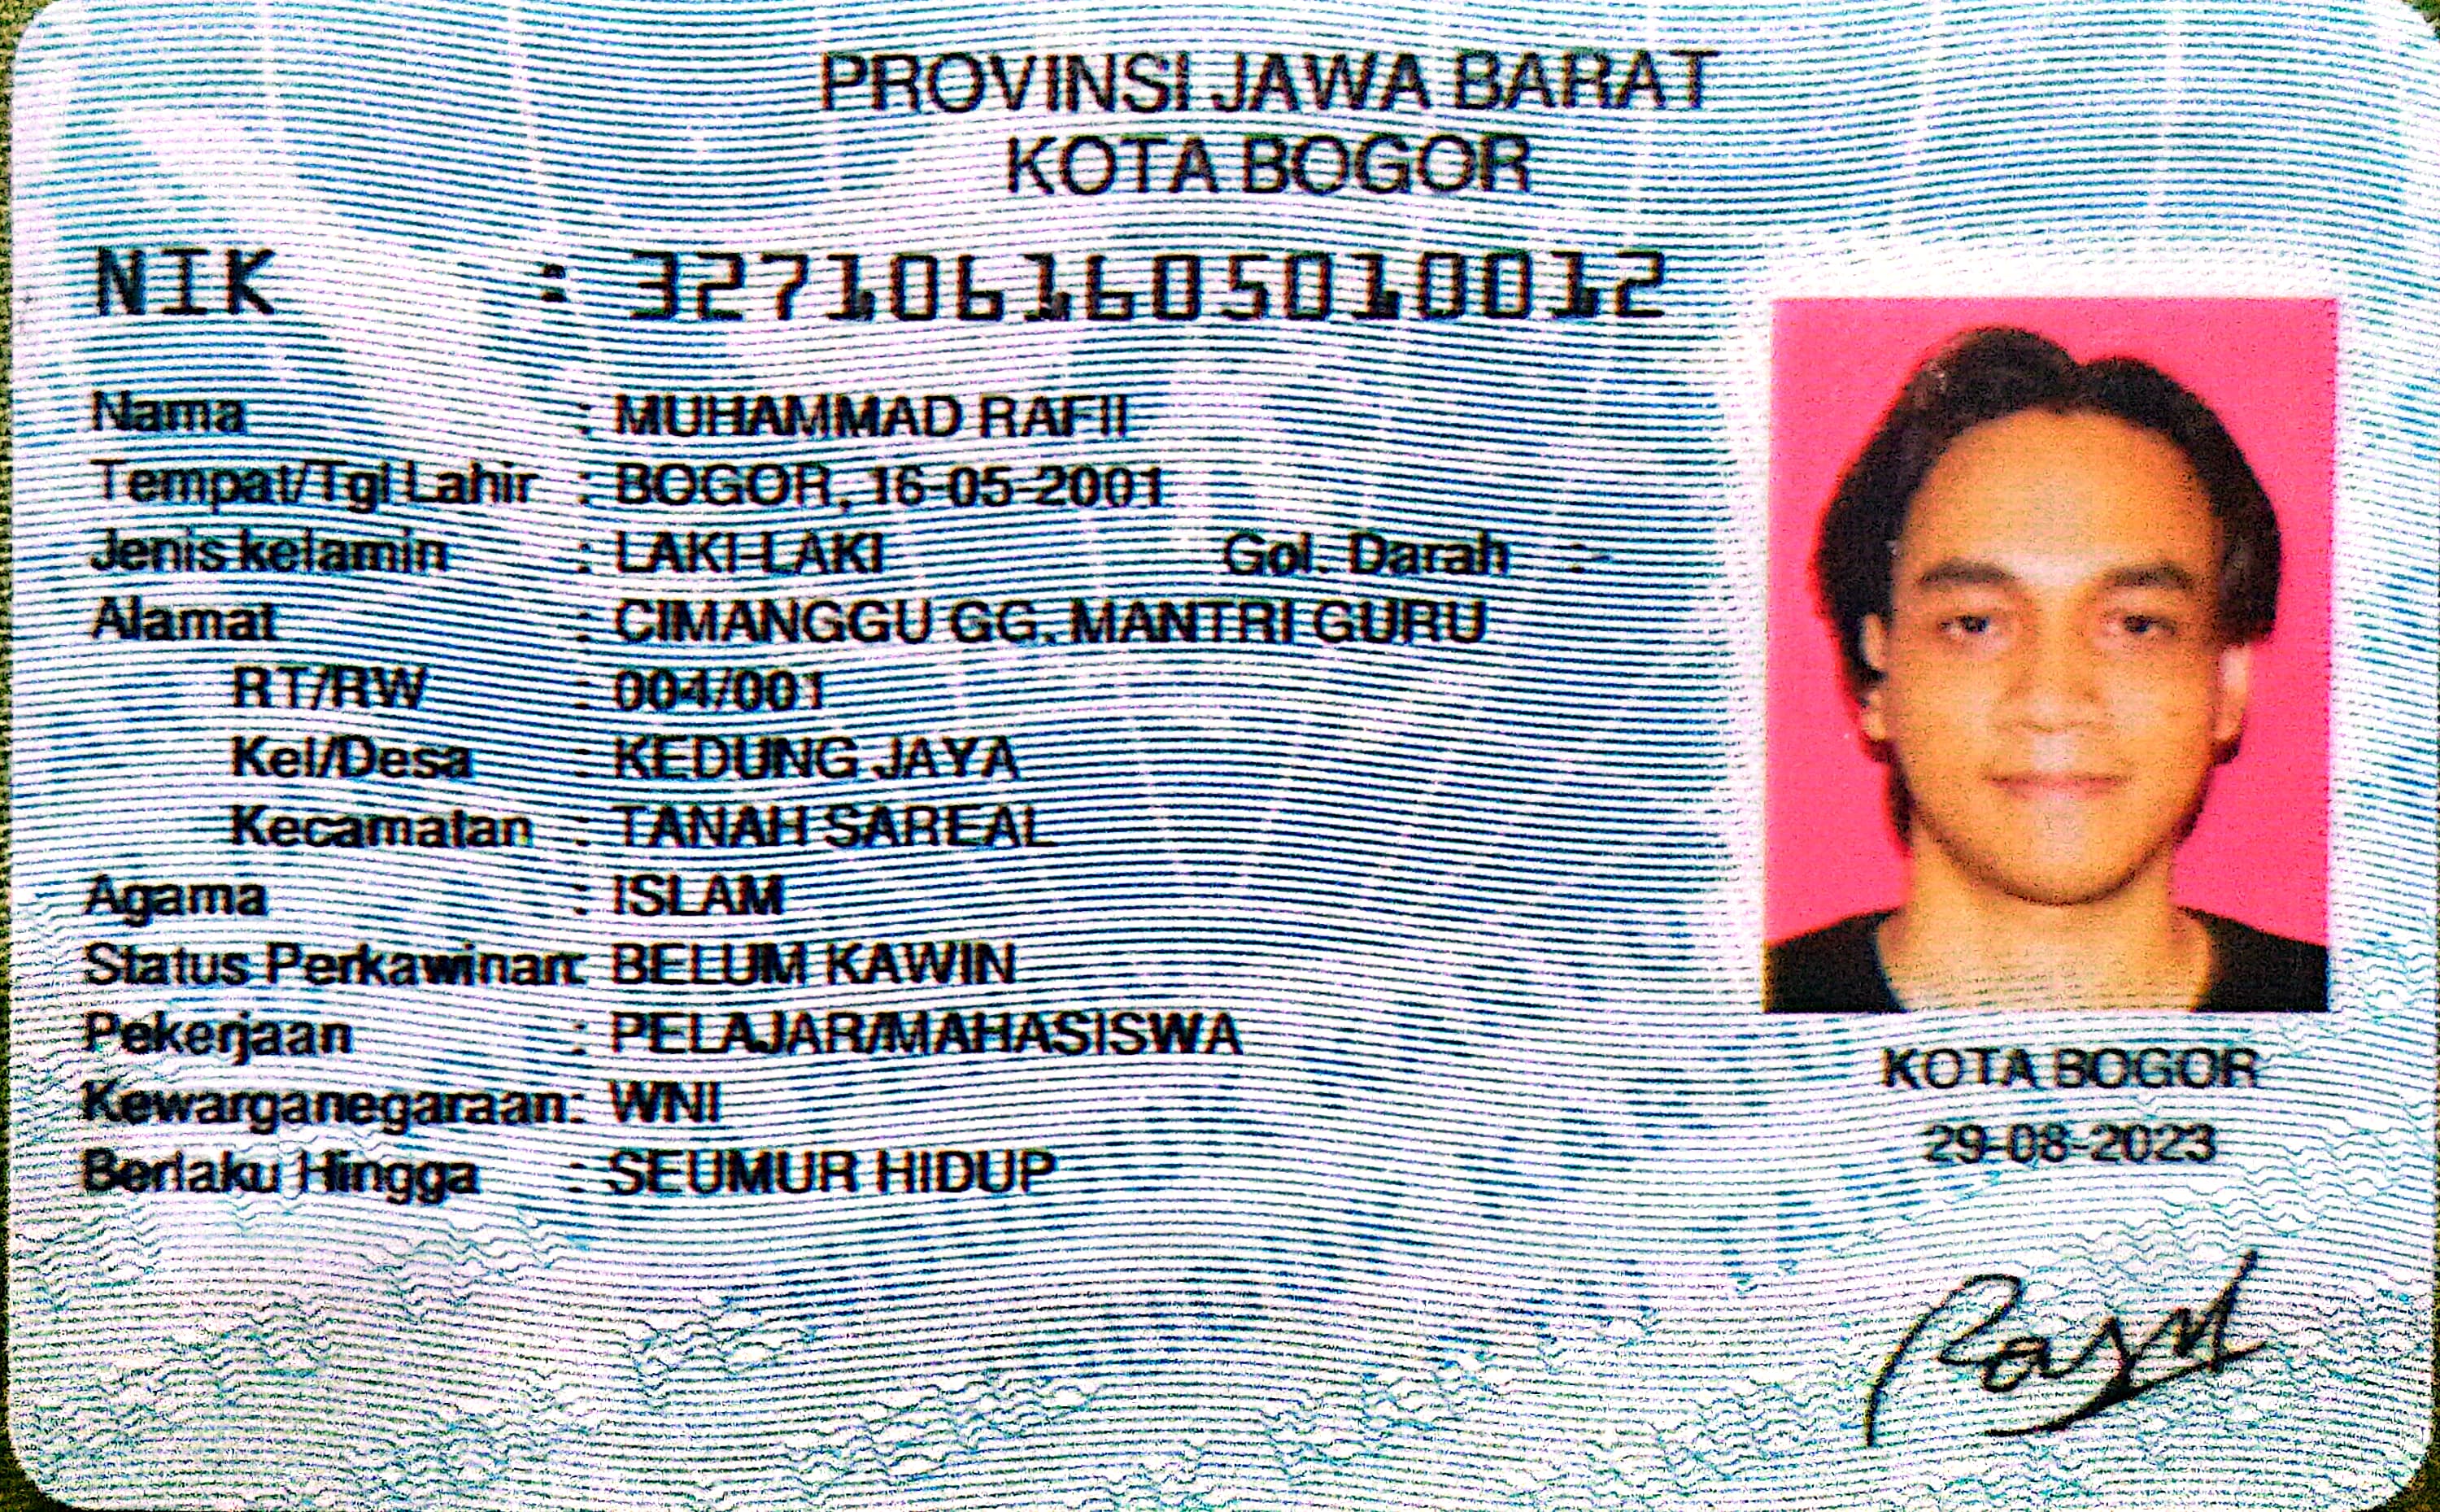 PROVINSI JAWA BARAT
KOTA BOGOR
NIK : 3271061605010012
Nama : MUHAMMAD RAFII
Tempat/Tgl Lahir : BOGOR, 16-05-2001
Jenis kelamin : LAKI-LAKI Gol. Darah : -
Alamat : CIMANGGU GG. MANTRI GURU
RT/RW : 004/001
Kel/Desa : KEDUNG JAYA
Kecamatan : TANAH SAREAL
Agama : ISLAM
Status Perkawinan: BELUM KAWIN
Pekerjaan : PELAJAR/MAHASISWA
Kewarganegaraan: WNI
Berlaku Hingga : SEUMUR HIDUP
KOTA BOGOR
29-08-2023